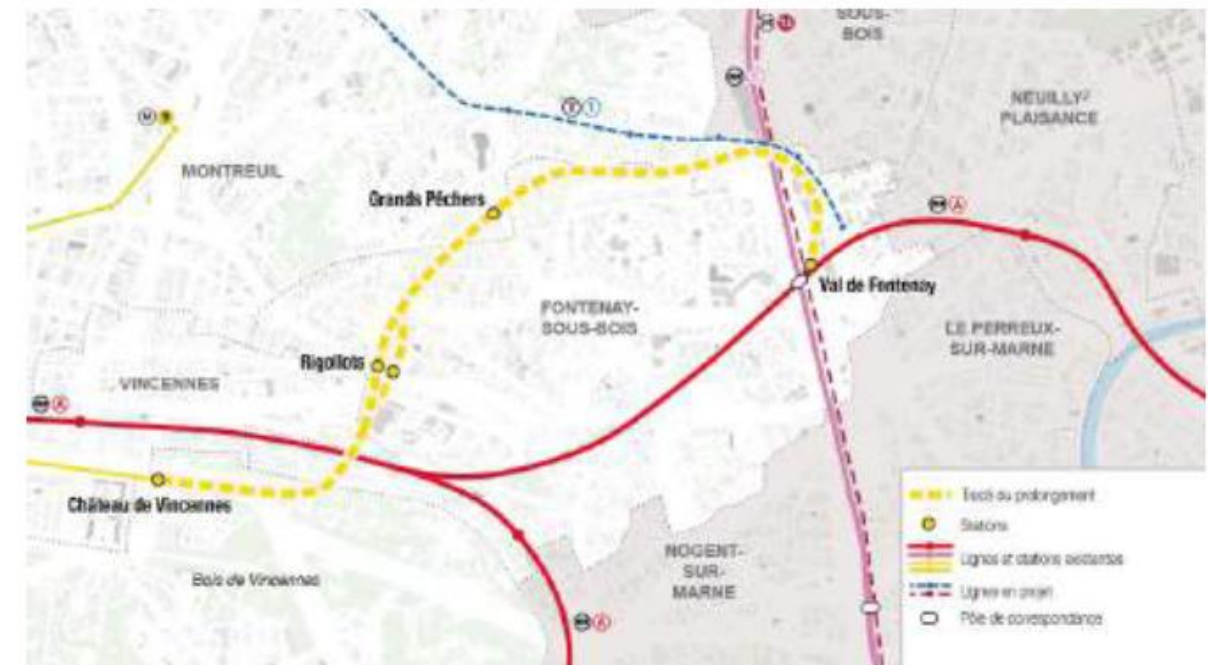 SOUS-
BOIS
NEUILLY-
PLAISANCE
M 9
T 1
MONTREUIL
Grands Pêchers
A
Val de Fontenay
FONTENAY-
SOUS-BOIS
LE PERREUX-
SUR-MARNE
Rigollots
VINCENNES
A
Château de Vincennes
Bois de Vincennes
NOGENT-
SUR-
MARNE
A
Tracé du prolongement
Stations
Lignes et stations existantes
Lignes en projet
Pôle de correspondance